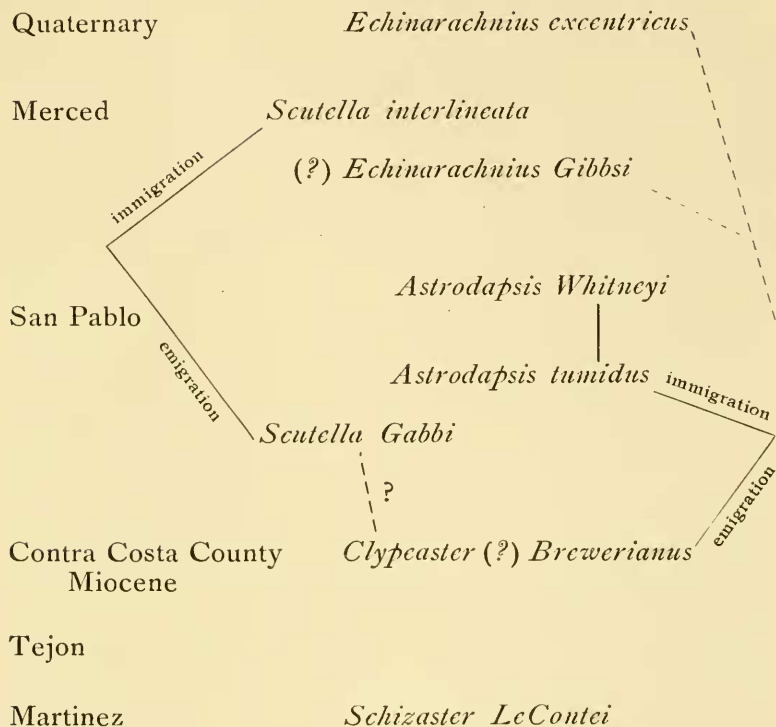 Quaternary Echinarachnius excentricus
Merced Scutella interlineata
immigration
(?) Echinarachnius Gibbsi
Astrodapsis Whitneyi
San Pablo
emigration
Astrodapsis tumidus
immigration
Scutella Gabbi
?
emigration
Contra Costa County Clypeaster (?) Brewerianus
Miocene
Tejon
Martinez Schizaster LeContei